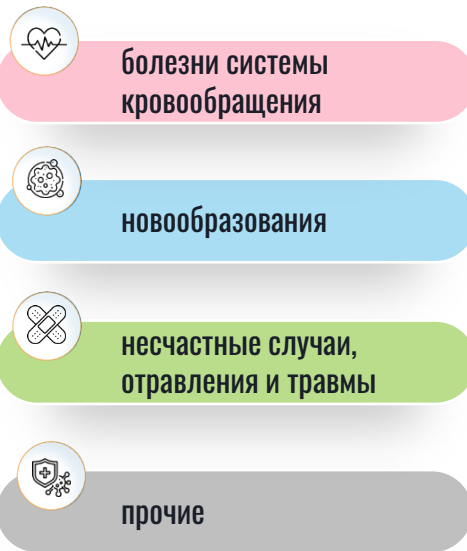 болезни системы
кровообращения
новообразования
несчастные случаи,
отравления и травмы
прочие